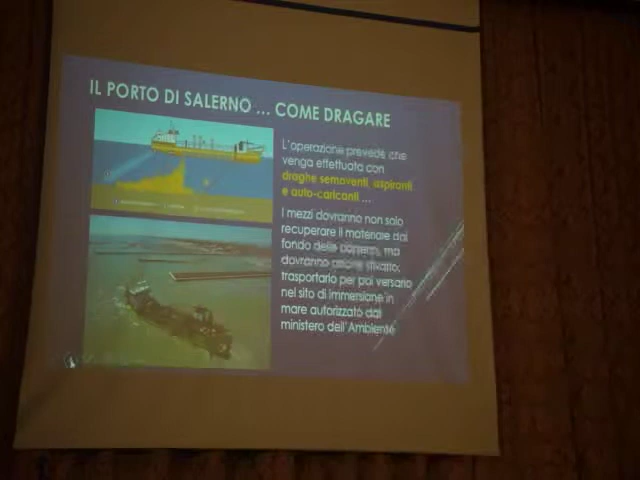 IL PORTO DI SALERNO ... COME DRAGARE
L'operazione prevede che
venga effettuata con
draghe semoventi, aspiranti
e auto-caricanti ...
I mezzi dovranno non solo
recuperare il materiale dal
fondo delle banchine, ma
dovranno anche stivarlo,
trasportarlo per poi versarlo
nel sito di immersione in
mare autorizzato dal
ministero dell'Ambiente